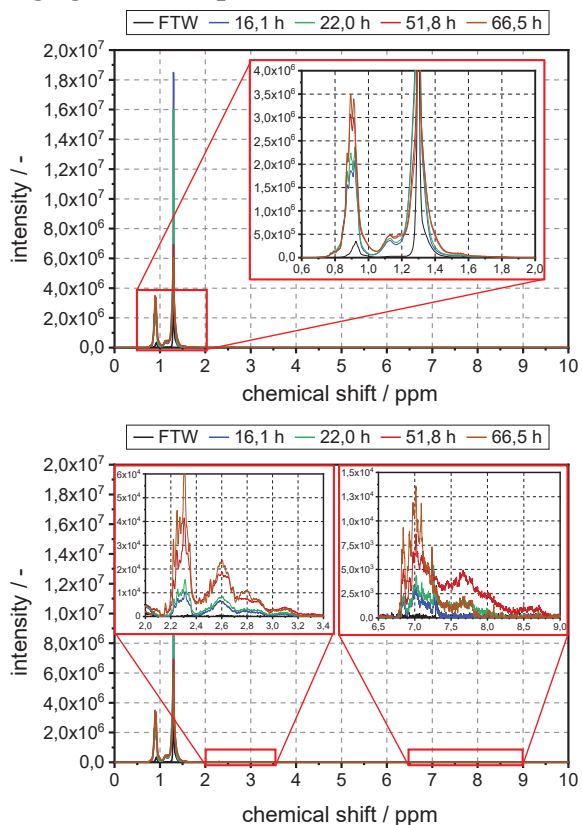 FTW 16,1 h 22,0 h 51,8 h 66,5 h
2,0x10⁷
1,8x10⁷
1,6x10⁷
1,4x10⁷
1,2x10⁷
1,0x10⁷
8,0x10⁶
6,0x10⁶
4,0x10⁶
2,0x10⁶
0,0
intensity / -
4,0x10⁶
3,5x10⁶
3,0x10⁶
2,5x10⁶
2,0x10⁶
1,5x10⁶
1,0x10⁶
5,0x10⁵
0,0
0,6 0,8 1,0 1,2 1,4 1,6 1,8 2,0
0 1 2 3 4 5 6 7 8 9 10
chemical shift / ppm
FTW 16,1 h 22,0 h 51,8 h 66,5 h
2,0x10⁷
1,8x10⁷
1,6x10⁷
1,4x10⁷
1,2x10⁷
1,0x10⁷
8,0x10⁶
6,0x10⁶
4,0x10⁶
2,0x10⁶
0,0
intensity / -
6x10⁴
5x10⁴
4x10⁴
3x10⁴
2x10⁴
1x10⁴
0
2,0 2,2 2,4 2,6 2,8 3,0 3,2 3,4
1,5x10⁴
1,2x10⁴
9,0x10³
6,0x10³
3,0x10³
0,0
6,5 7,0 7,5 8,0 8,5 9,0
0 1 2 3 4 5 6 7 8 9 10
chemical shift / ppm